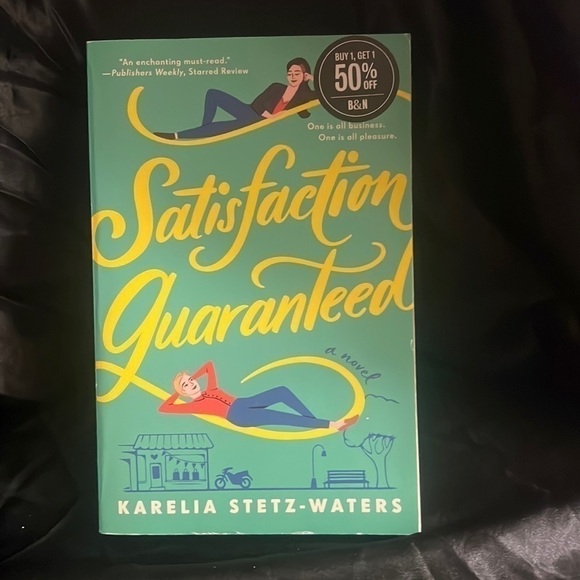 "An enchanting must-read."
—Publishers Weekly, Starred Review
BUY 1, GET 1
50% OFF
B&N
One is all business.
One is all pleasure.
Satisfaction
Guaranteed
a novel
KARELIA STETZ-WATERS